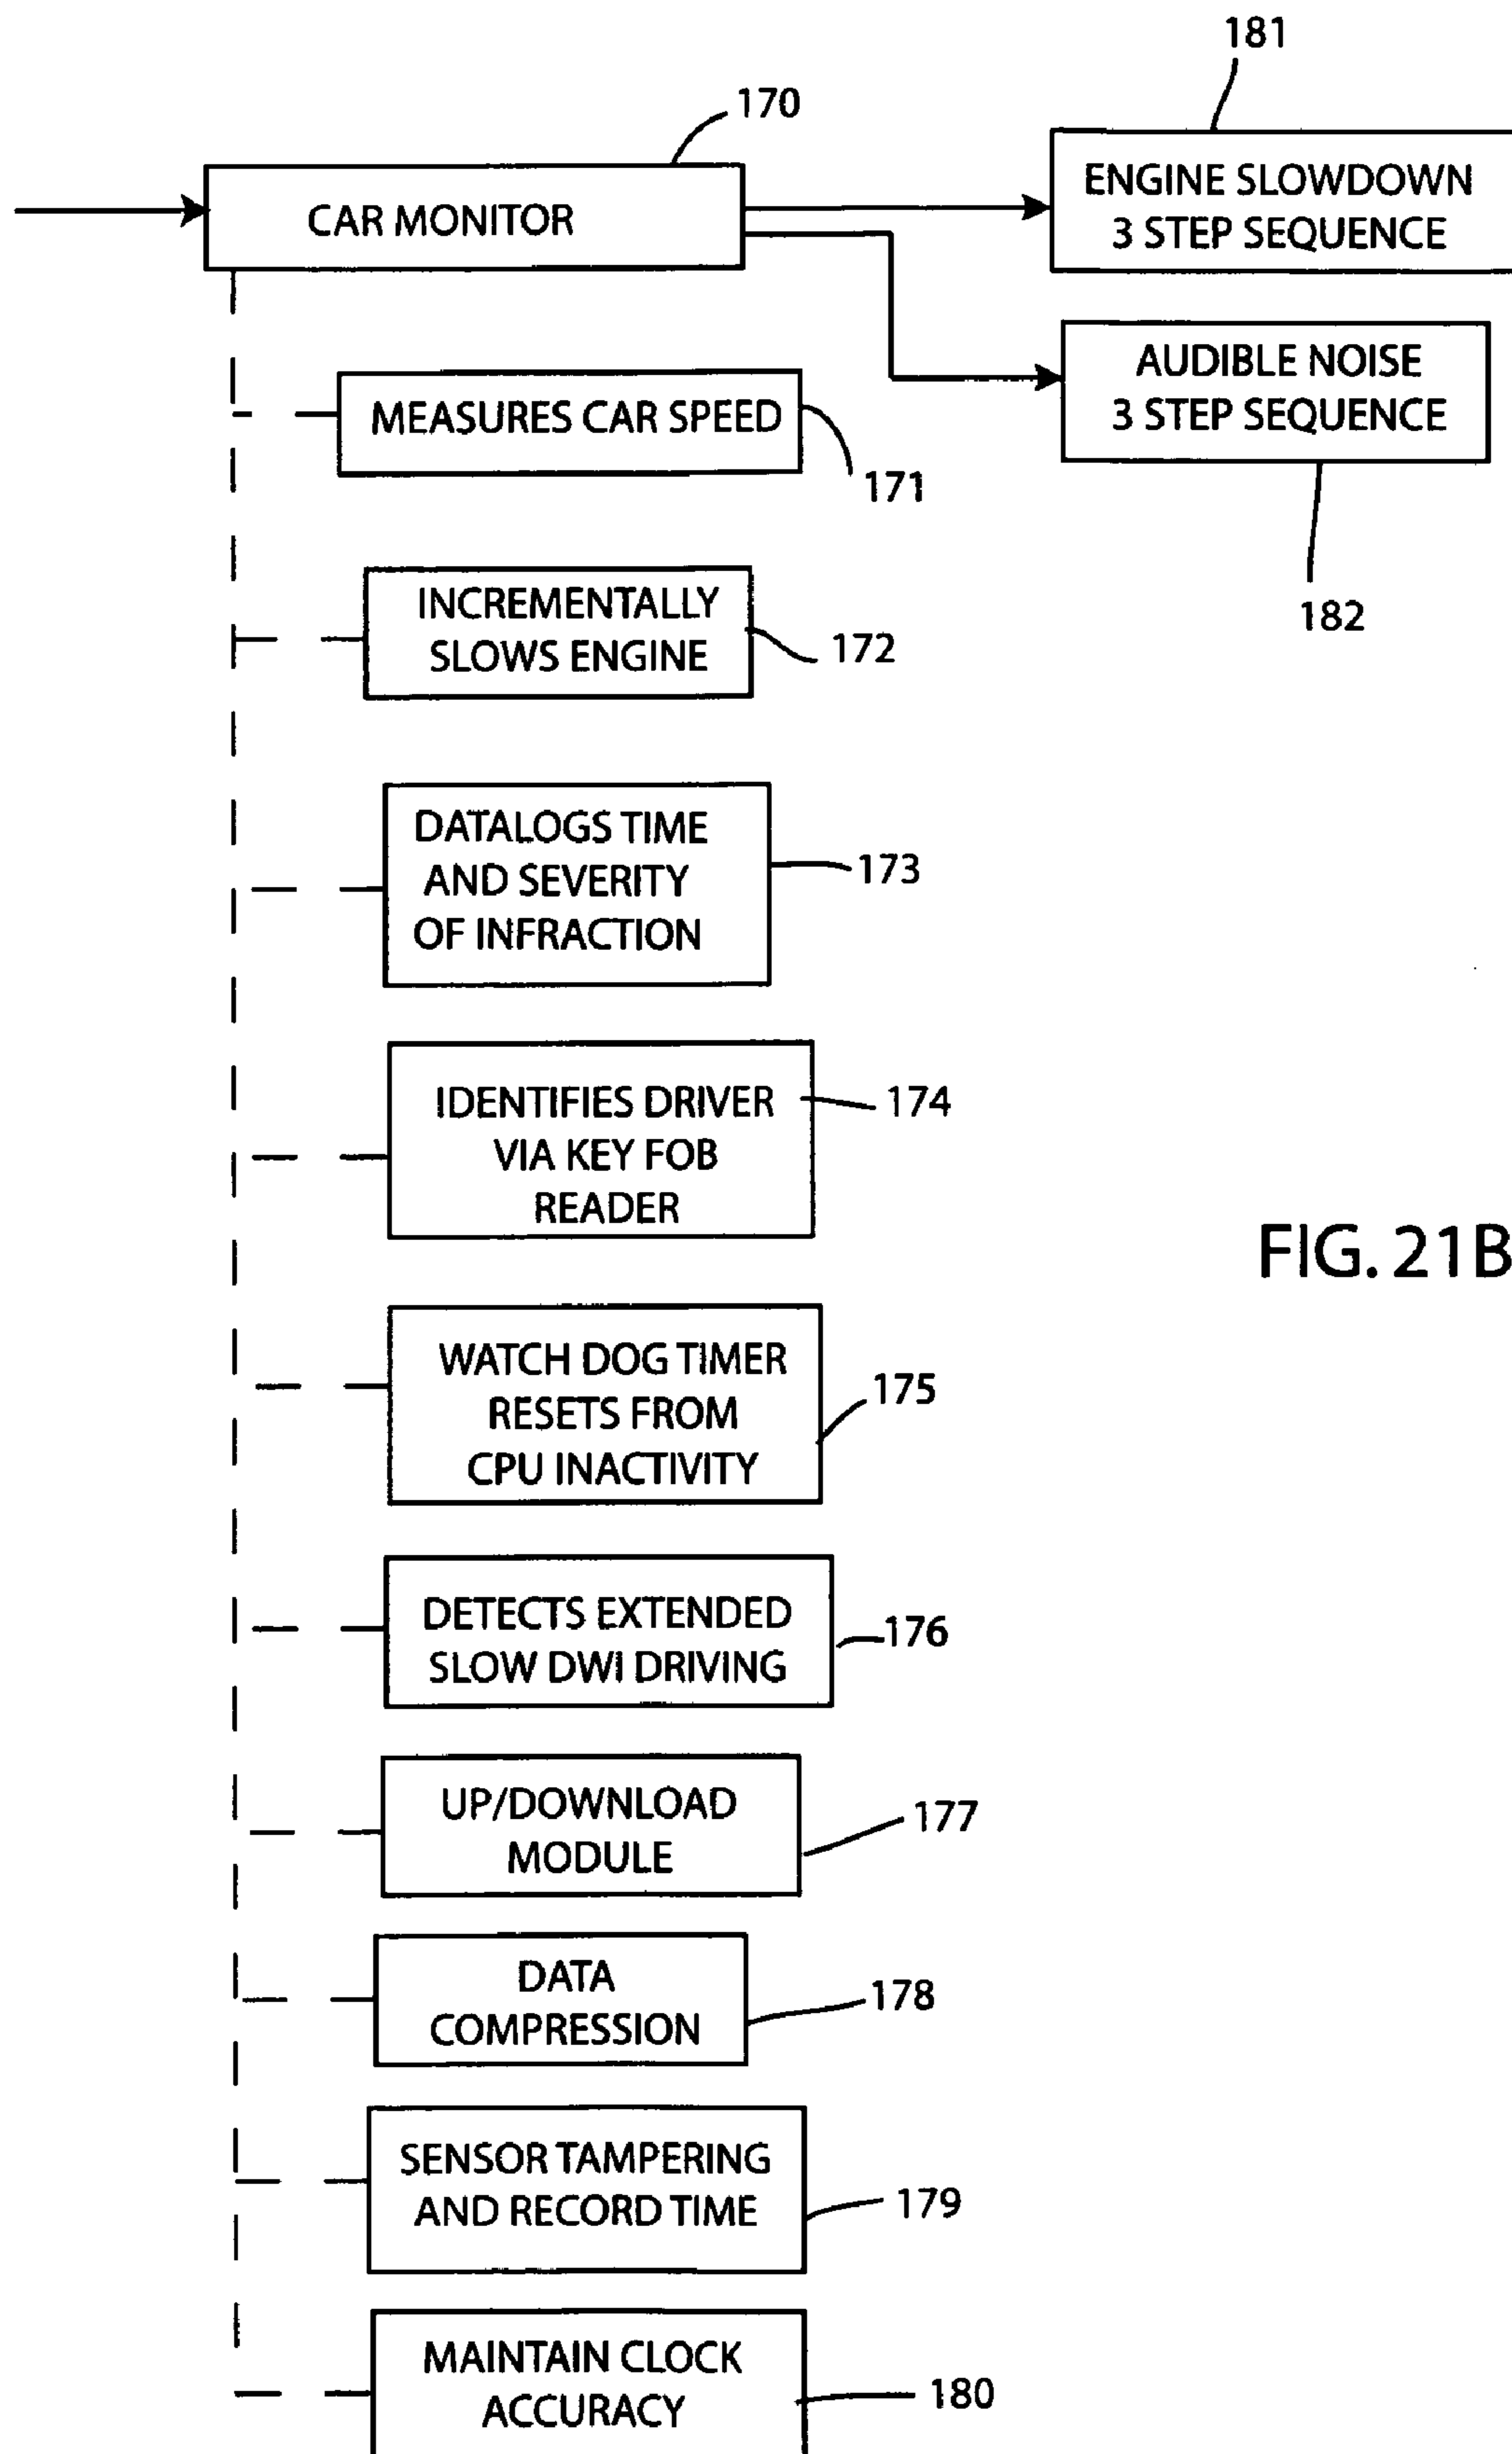 181
170
CAR MONITOR
ENGINE SLOWDOWN
3 STEP SEQUENCE
AUDIBLE NOISE
3 STEP SEQUENCE
182
MEASURES CAR SPEED
171
INCREMENTALLY
SLOWS ENGINE
172
DATALOGS TIME
AND SEVERITY
OF INFRACTION
173
IDENTIFIES DRIVER
VIA KEY FOB
READER
174
FIG. 21B
WATCH DOG TIMER
RESETS FROM
CPU INACTIVITY
175
DETECTS EXTENDED
SLOW DWI DRIVING
176
UP/DOWNLOAD
MODULE
177
DATA
COMPRESSION
178
SENSOR TAMPERING
AND RECORD TIME
179
MAINTAIN CLOCK
ACCURACY
180